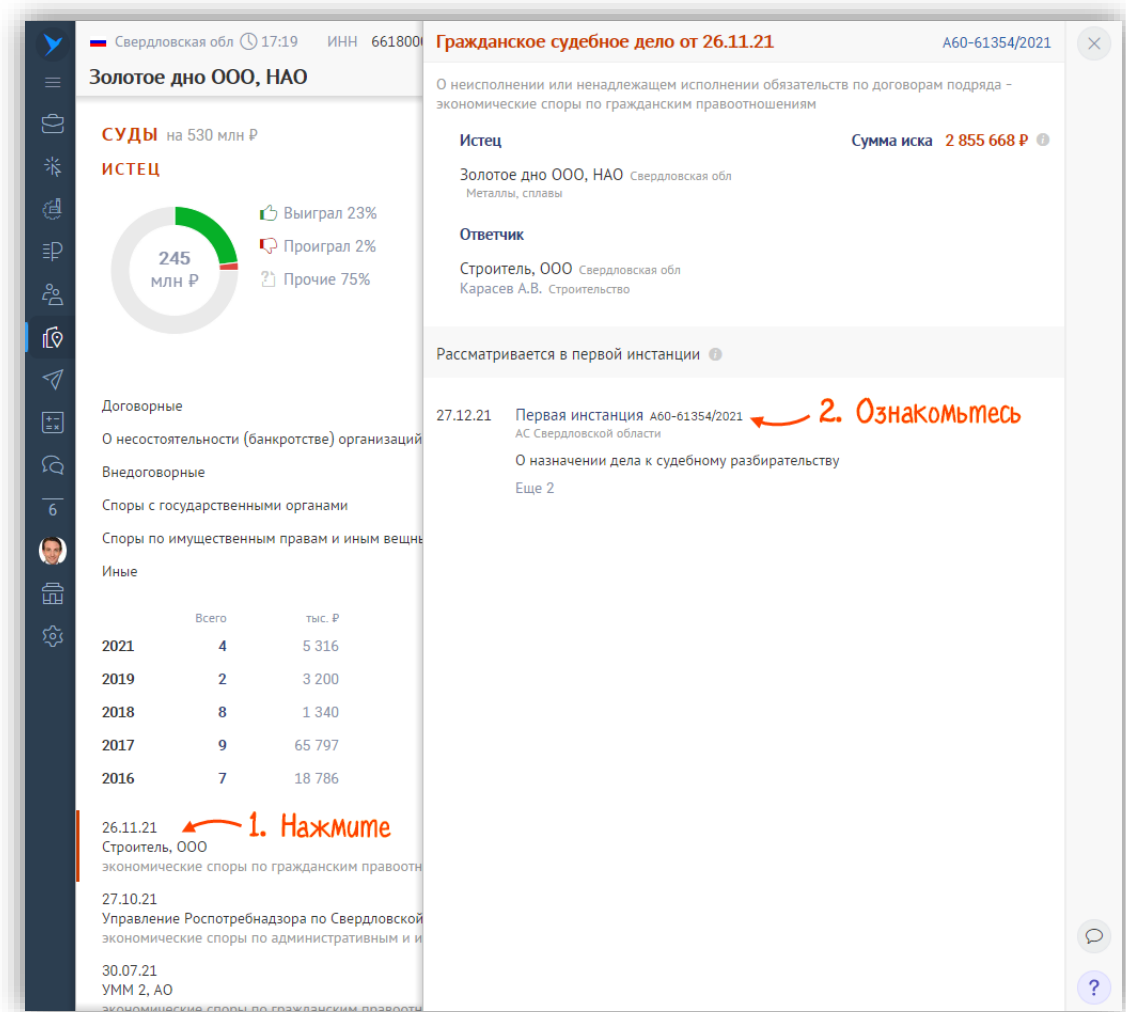 Свердловская обл 17:19 ИНН 661800
Золотое дно ООО, НАО
СУДЫ на 530 млн ₽
ИСТЕЦ
245
млн ₽
Выиграл 23%
Проиграл 2%
Прочие 75%
Договорные
О несостоятельности (банкротстве) организаций
Внедоговорные
Споры с государственными органами
Споры по имущественным правам и иным вещны
Иные
Всего тыс. ₽
2021 4 5 316
2019 2 3 200
2018 8 1 340
2017 9 65 797
2016 7 18 786
26.11.21
1. Нажмите
Строитель, ООО
экономические споры по гражданским правоотн
27.10.21
Управление Роспотребнадзора по Свердловской
экономические споры по административным и и
30.07.21
УММ 2, АО
экономические споры по гражданским правоотн
6
Гражданское судебное дело от 26.11.21 А60-61354/2021
О неисполнении или ненадлежащем исполнении обязательств по договорам подряда –
экономические споры по гражданским правоотношениям
Истец Сумма иска 2 855 668 ₽
Золотое дно ООО, НАО Свердловская обл
Металлы, сплавы
Ответчик
Строитель, ООО Свердловская обл
Карасев А.В. Строительство
Рассматривается в первой инстанции
27.12.21 Первая инстанция А60-61354/2021
2. Ознакомьтесь
АС Свердловской области
О назначении дела к судебному разбирательству
Еще 2
?